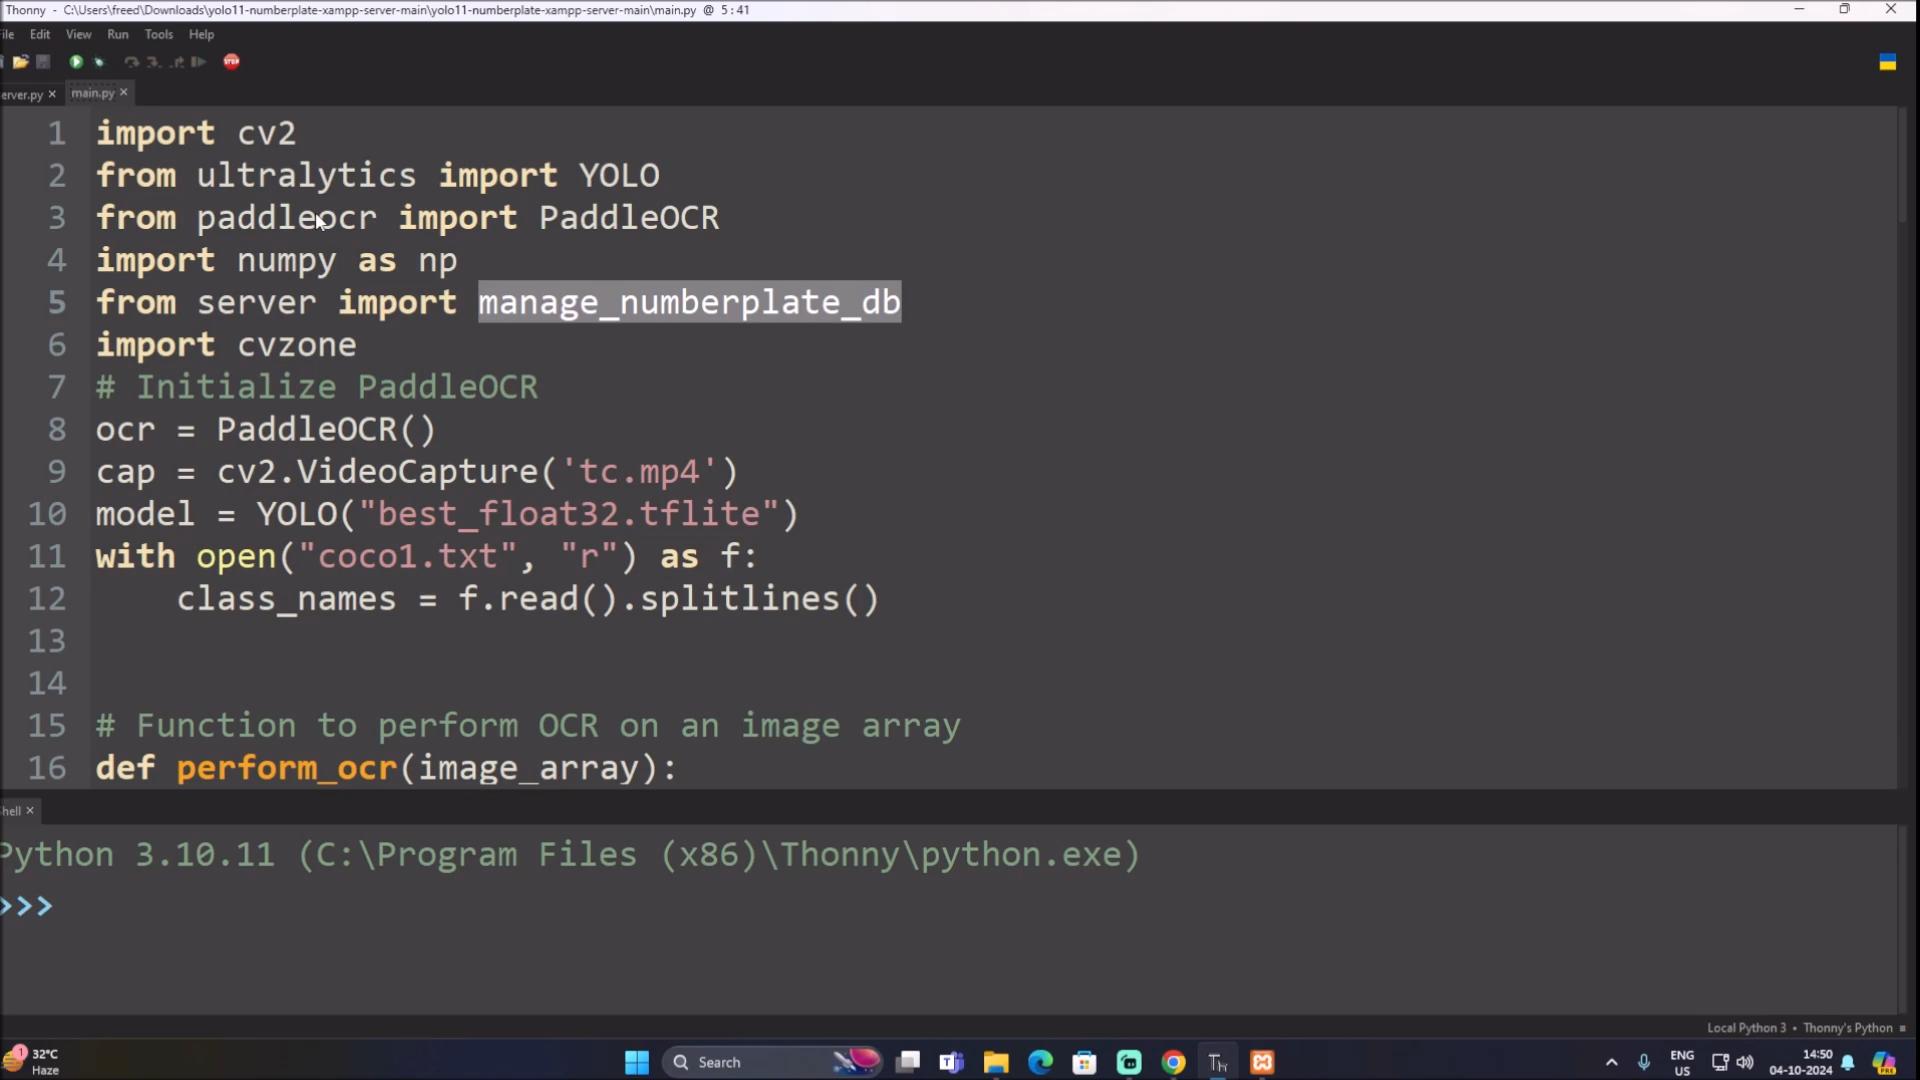 Thonny - C:\Users\freed\Downloads\yolo11-numberplate-xampp-server-main\yolo11-numberplate-xampp-server-main\main.py @ 5:41
ile Edit View Run Tools Help
STOP
erver.py × main.py ×
1 import cv2
2 from ultralytics import YOLO
3 from paddleocr import PaddleOCR
4 import numpy as np
5 from server import manage_numberplate_db
6 import cvzone
7 # Initialize PaddleOCR
8 ocr = PaddleOCR()
9 cap = cv2.VideoCapture('tc.mp4')
10 model = YOLO("best_float32.tflite")
11 with open("coco1.txt", "r") as f:
12     class_names = f.read().splitlines()
13
14
15 # Function to perform OCR on an image array
16 def perform_ocr(image_array):
hell ×
Python 3.10.11 (C:\Program Files (x86)\Thonny\python.exe)
>>>
Local Python 3 • Thonny's Python ≡
1 32°C
Haze
Search
Th
ENG
US
14:50
04-10-2024
PRE